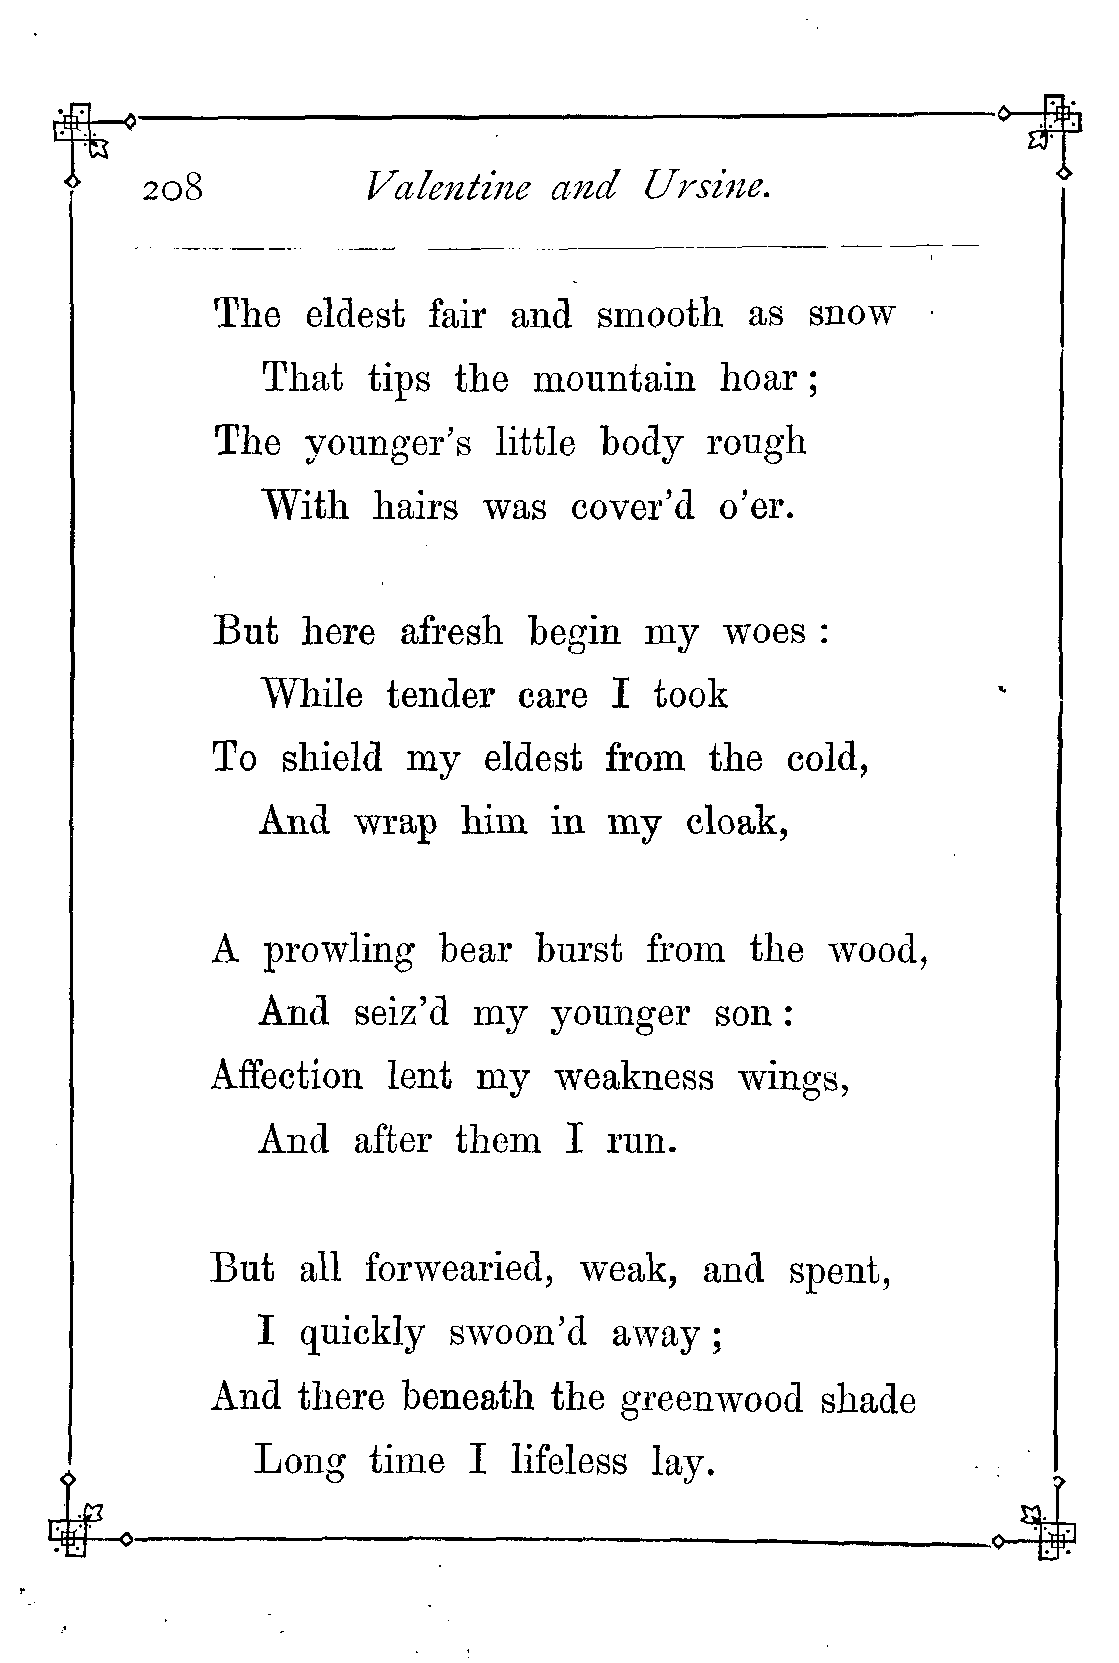 208 Valentine and Ursine.
The eldest fair and smooth as snow
That tips the mountain hoar;
The younger's little body rough
With hairs was cover'd o'er.
But here afresh begin my woes:
While tender care I took
To shield my eldest from the cold,
And wrap him in my cloak,
A prowling bear burst from the wood,
And seiz'd my younger son:
Affection lent my weakness wings,
And after them I run.
But all forwearied, weak, and spent,
I quickly swoon'd away;
And there beneath the greenwood shade
Long time I lifeless lay.